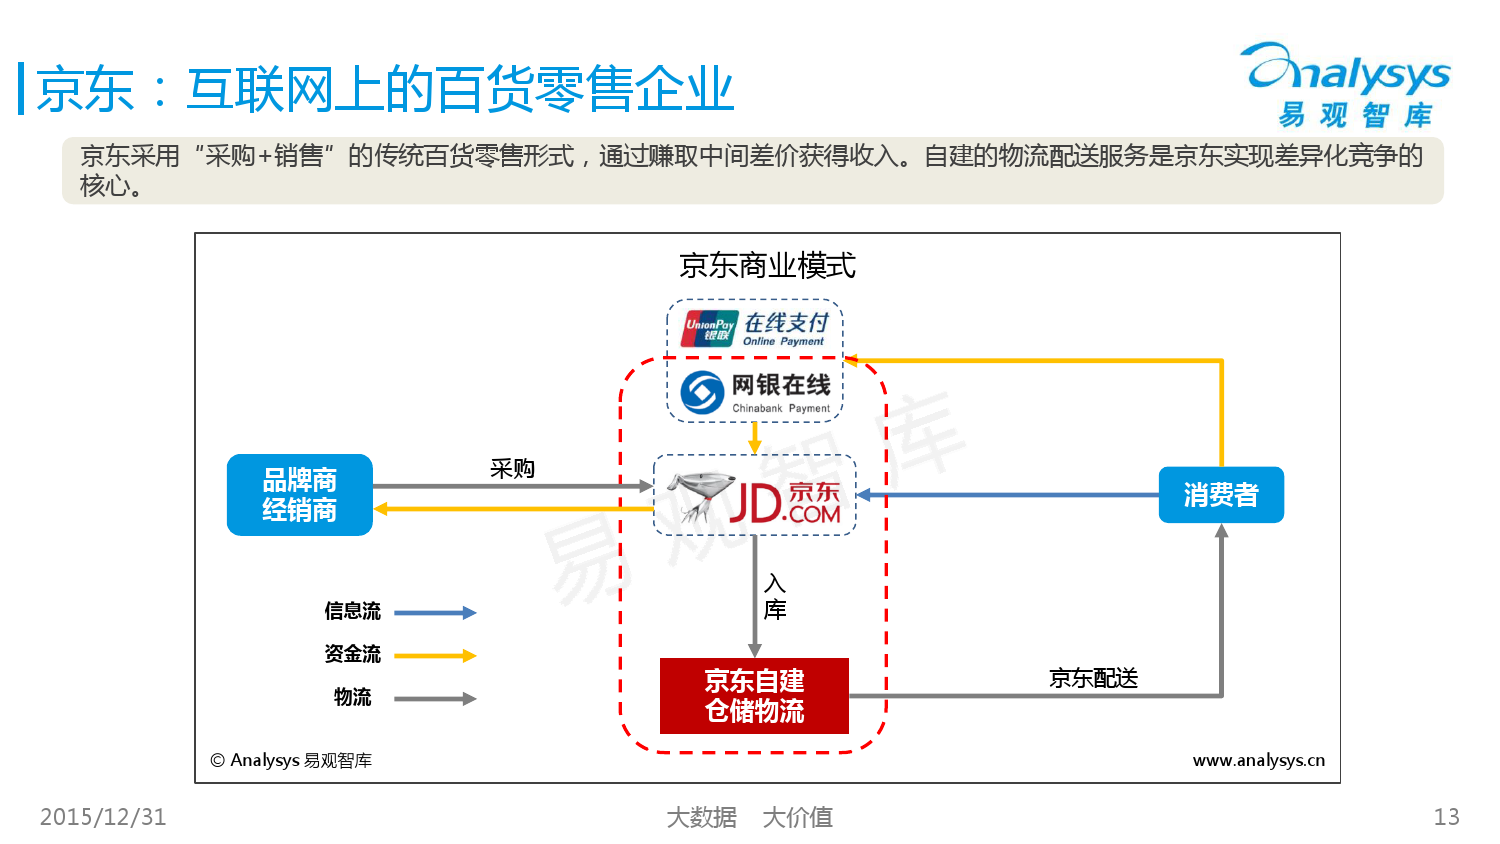 京东：互联网上的百货零售企业
analysys
易观智库
京东采用“采购+销售”的传统百货零售形式，通过赚取中间差价获得收入。自建的物流配送服务是京东实现差异化竞争的
核心。
京东商业模式
UnionPay
银联
在线支付
Online Payment
网银在线
Chinabank Payment
品牌商
经销商
采购
JD.COM
京东
消费者
入
库
信息流
资金流
物流
京东自建
仓储物流
京东配送
易观智库
© Analysys 易观智库
www.analysys.cn
2015/12/31
大数据 大价值
13